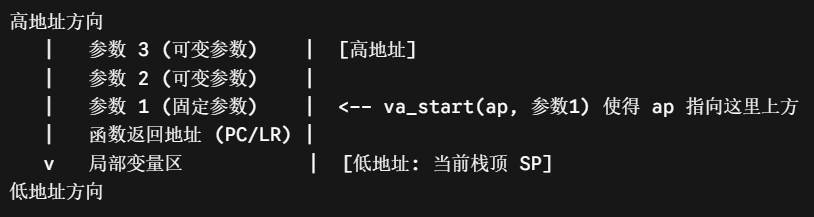 高地址方向
|   参数 3 (可变参数)    |  [高地址]
|   参数 2 (可变参数)    |
|   参数 1 (固定参数)    |  <-- va_start(ap, 参数1) 使得 ap 指向这里上方
|   函数返回地址 (PC/LR) |
v   局部变量区            |  [低地址: 当前栈顶 SP]
低地址方向